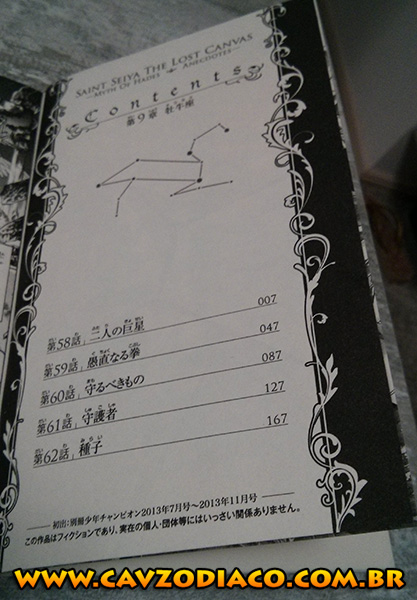 SAINT SEIYA THE LOST CANVAS
MYTH OF HADES ANECDOTES
Contents
第9章 牡羊座
第58話「二人の巨星」 007
第59話「愚直なる拳」 047
第60話「守るべきもの」 087
第61話「守護者」 127
第62話「種子」 167
初出:別冊少年チャンピオン2013年7月号〜2013年11月号
この作品はフィクションであり、実在の個人・団体等にはいっさい関係ありません。
WWW.CAVZODIACO.COM.BR